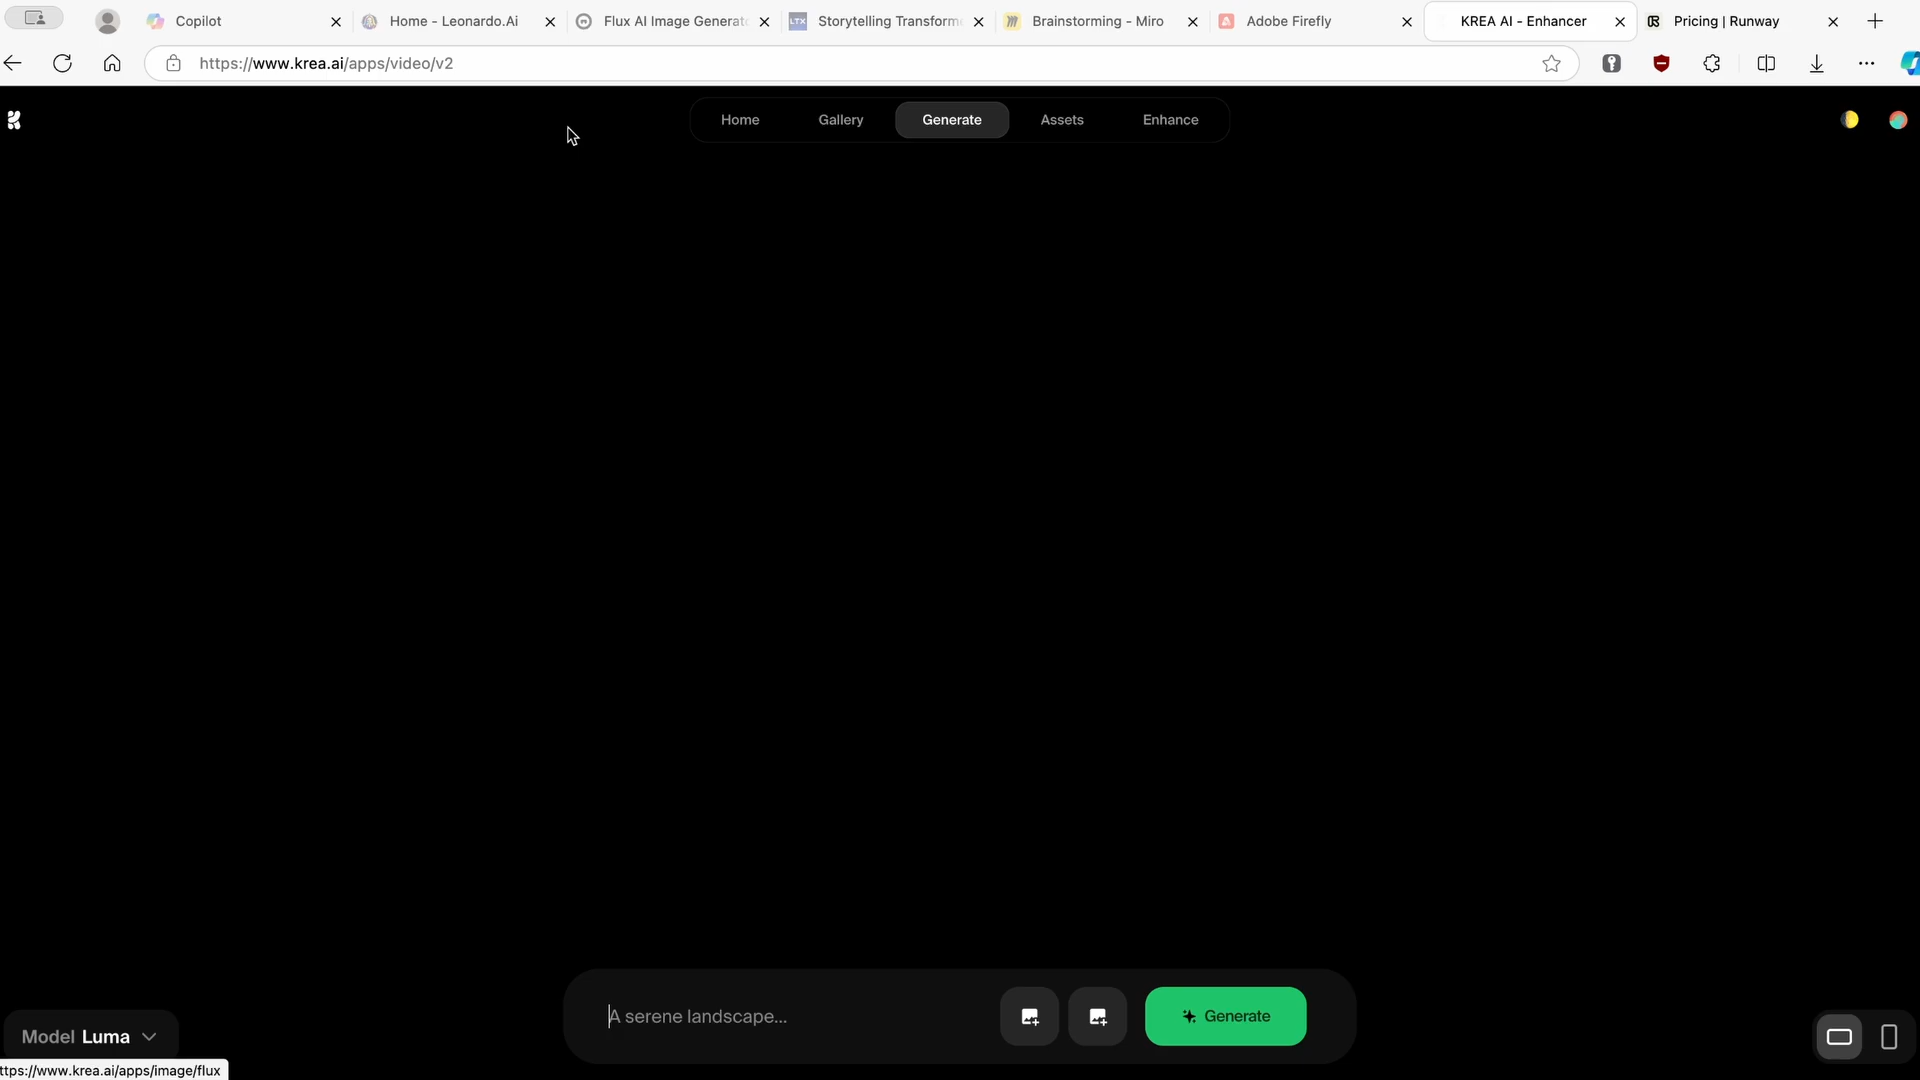 Copilot
Home - Leonardo.Ai
Flux AI Image Generat
LTX
Storytelling Transform
Brainstorming - Miro
Adobe Firefly
KREA AI - Enhancer
Pricing | Runway
https://www.krea.ai/apps/video/v2
Home
Gallery
Generate
Assets
Enhance
A serene landscape...
Generate
Model Luma
ttps://www.krea.ai/apps/image/flux